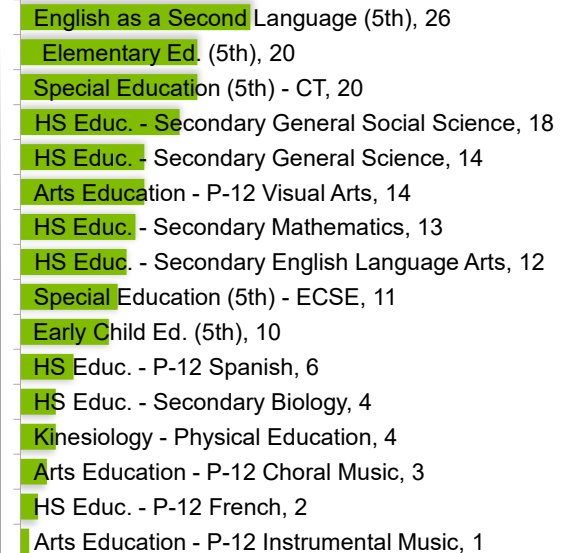 English as a Second Language (5th), 26
Elementary Ed. (5th), 20
Special Education (5th) - CT, 20
HS Educ. - Secondary General Social Science, 18
HS Educ. - Secondary General Science, 14
Arts Education - P-12 Visual Arts, 14
HS Educ. - Secondary Mathematics, 13
HS Educ. - Secondary English Language Arts, 12
Special Education (5th) - ECSE, 11
Early Child Ed. (5th), 10
HS Educ. - P-12 Spanish, 6
HS Educ. - Secondary Biology, 4
Kinesiology - Physical Education, 4
Arts Education - P-12 Choral Music, 3
HS Educ. - P-12 French, 2
Arts Education - P-12 Instrumental Music, 1